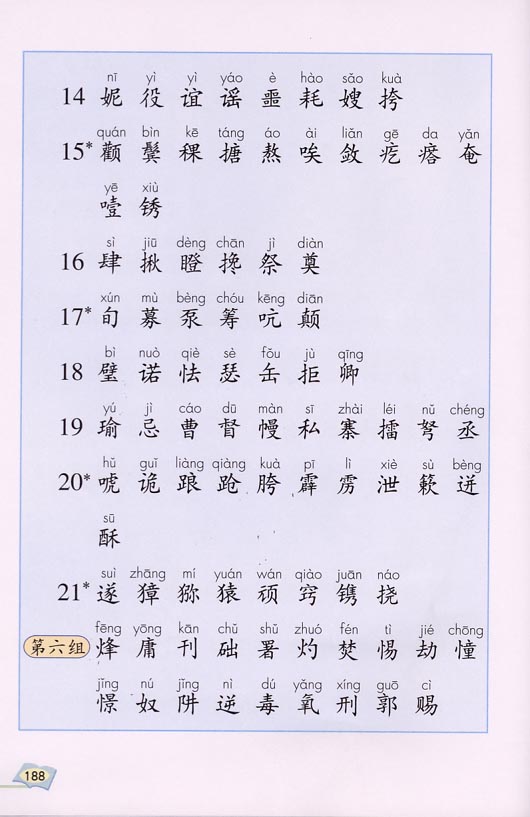 nī yì yì yáo è hào sǎo kuà
14 妮 役 谊 谣 噩 耗 嫂 挎
quán bìn kē táng áo ài liǎn gē da yǎn
15* 颧 鬓 稞 搪 熬 唉 敛 疙 瘩 奄
yē xiù
噎 锈
sì jiū dèng chān jì diàn
16 肆 揪 瞪 搀 祭 奠
xún mù bèng chóu kēng diān
17* 旬 募 泵 筹 吭 颠
bì nuò qiè sè fǒu jù qīng
18 璧 诺 怯 瑟 缶 拒 卿
yú jì cáo dū màn sī zhài léi nǔ chéng
19 瑜 忌 曹 督 幔 私 寨 擂 弩 丞
hǔ guǐ liàng qiàng kuà pī lì xiè sù bèng
20* 唬 诡 踉 跄 胯 霹 雳 泄 簌 迸
sū
酥
suì zhāng mí yuán wán qiào juān náo
21* 遂 獐 猕 猿 顽 窍 镌 挠
fēng yōng kān chǔ shǔ zhuó fén tì jié chōng
第六组 烽 庸 刊 础 署 灼 焚 惕 劫 憧
jǐng nú jǐng nì dú yǎng xíng guō cì
憬 奴 阱 逆 毒 氧 刑 郭 赐
188